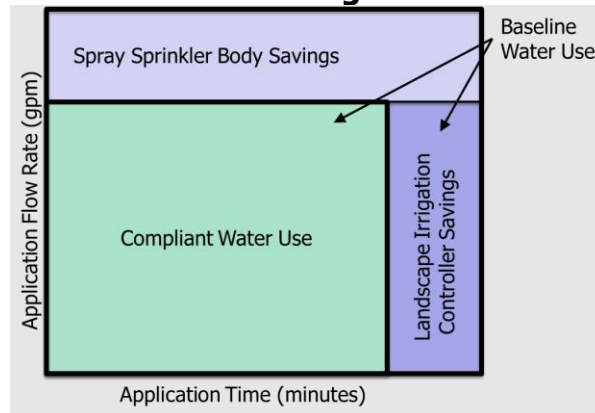 Baseline
Water Use
Spray Sprinkler Body Savings
Application Flow Rate (gpm)
Compliant Water Use
Landscape Irrigation
Controller Savings
Application Time (minutes)